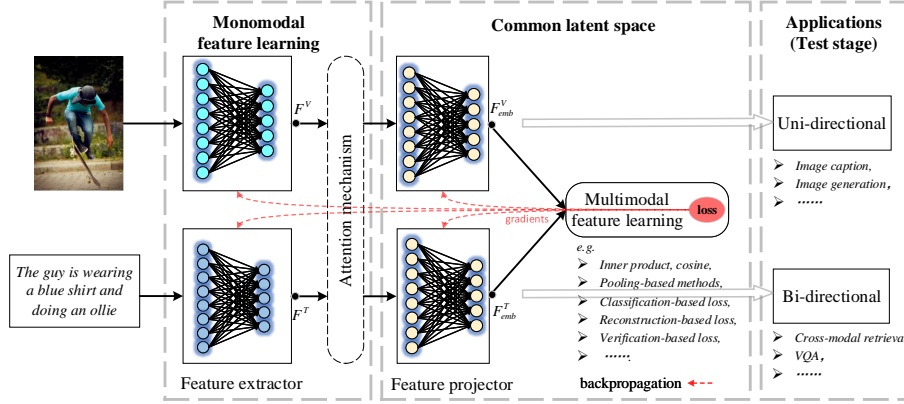 Monomodal
feature learning
Common latent space
Applications
(Test stage)
F^V
F^V_emb
Attention mechanism
Uni-directional
Image caption,
Image generation,
......
Multimodal
feature learning
loss
gradients
The guy is wearing
a blue shirt and
doing an ollie
F^T
F^T_emb
e.g.
Inner product, cosine,
Pooling-based methods,
Classification-based loss,
Reconstruction-based loss,
Verification-based loss,
......
Bi-directional
Cross-modal retrieva
VQA,
......
Feature extractor
Feature projector
backpropagation